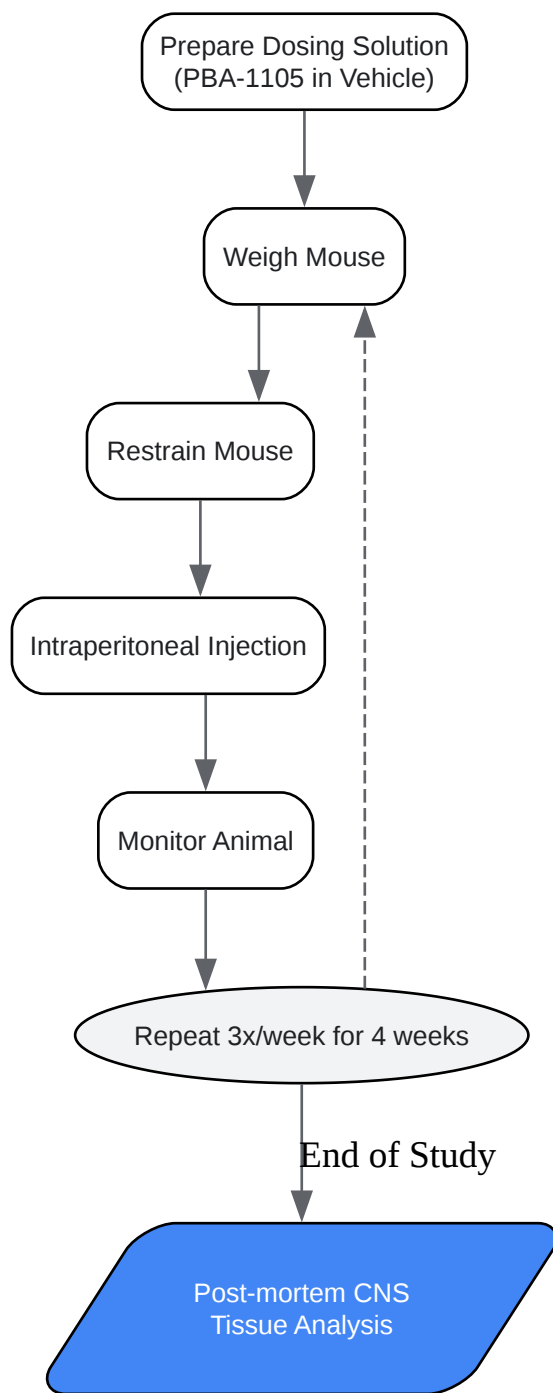 Prepare Dosing Solution
(PBA-1105 in Vehicle)
Weigh Mouse
Restrain Mouse
Intraperitoneal Injection
Monitor Animal
Repeat 3x/week for 4 weeks
End of Study
Post-mortem CNS
Tissue Analysis